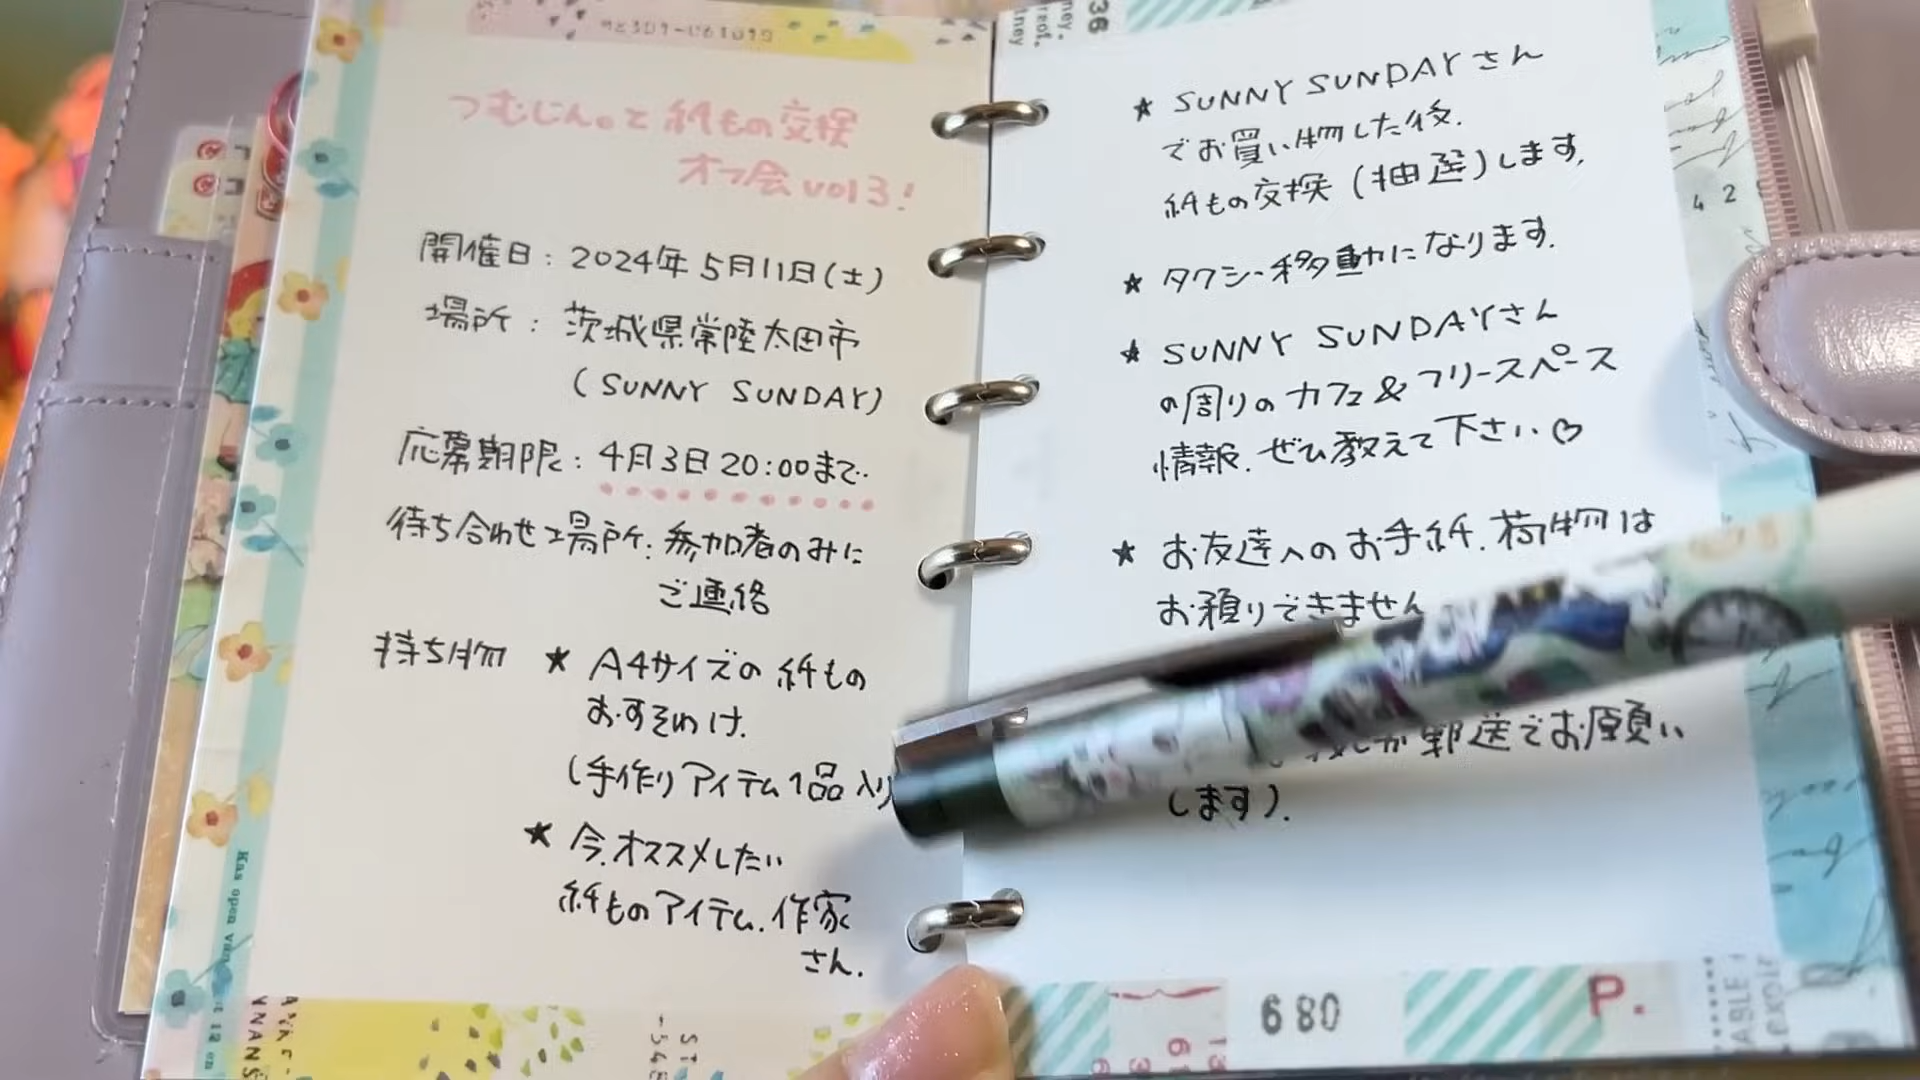 つむじん。と紙もの交換
オフ会 vol 3!
開催日: 2024年5月11日(土)
場所: 茨城県常陸太田市
(SUNNY SUNDAY)
応募期限: 4月3日20:00まで.
待ち合わせ場所: 参加者のみに
ご連絡
持ち物 ★ A4サイズの紙もの
おすそわけ.
(手作りアイテム1品入り
★ 今、オススメしたい
紙ものアイテム、作家
さん.
★ SUNNY SUNDAYさん
でお買い物した後、
紙もの交換(抽選)します。
★ タクシー移動になります。
★ SUNNY SUNDAYさん
の周りのカフェ&フリースペース
情報、ぜひ教えて下さい♡
★ お友達へのお手紙、荷物は
お預りできません
郵送でお願い
します).
680
P.